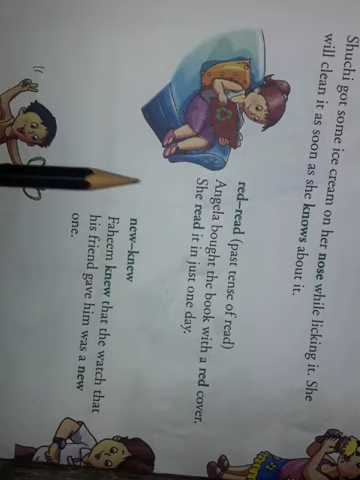 Shuchi got some ice cream on her nose while licking it. She
will clean it as soon as she knows about it.
red–read (past tense of read)
Angela bought the book with a red cover.
She read it in just one day.
new–knew
Faheem knew that the watch that
his friend gave him was a new
one.